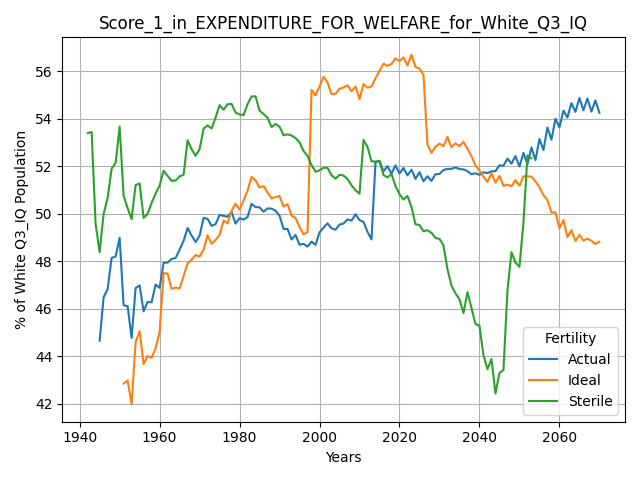 Score_1_in_EXPENDITURE_FOR_WELFARE_for_White_Q3_IQ
% of White Q3_IQ Population
56
54
52
50
48
46
44
42
Fertility
Actual
Ideal
Sterile
1940 1960 1980 2000 2020 2040 2060
Years